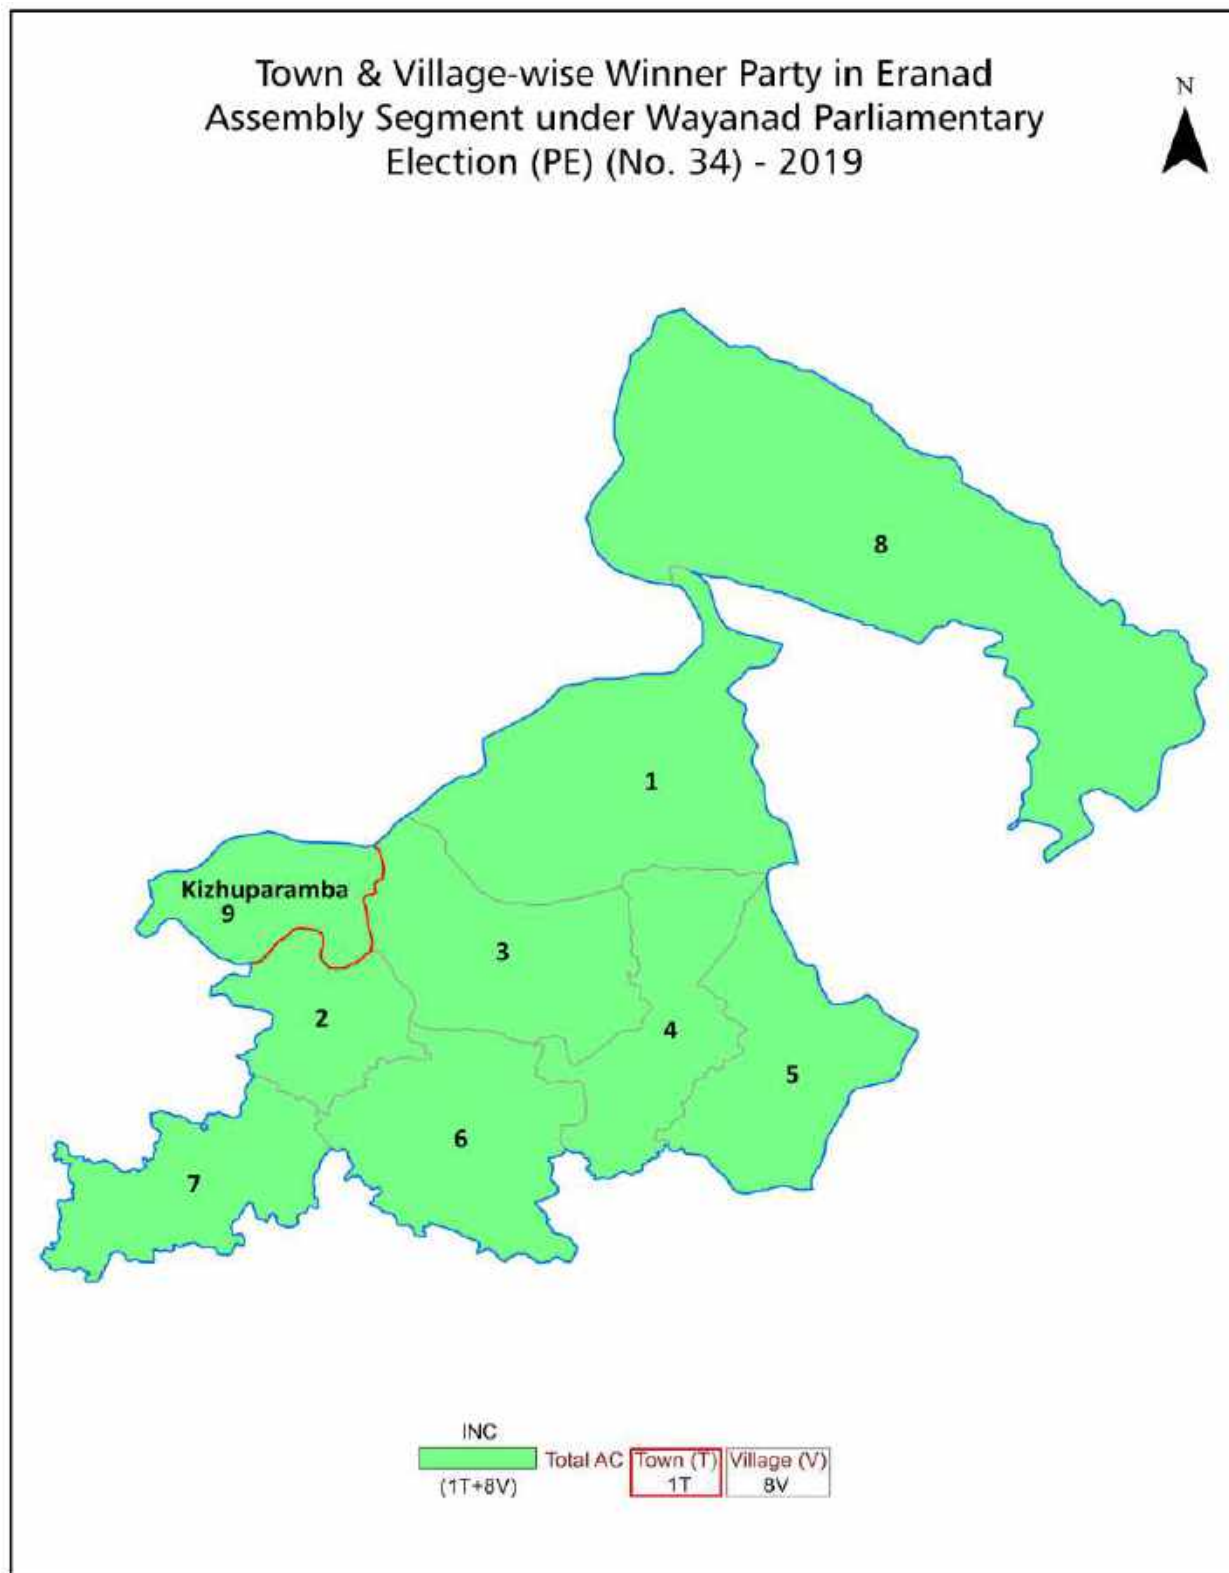 Town & Village-wise Winner Party in Eranad
Assembly Segment under Wayanad Parliamentary
Election (PE) (No. 34) - 2019
N
8
1
Kizhuparamba
9
3
2
4
5
6
7
INC
Total AC Town (T) Village (V)
(1T+8V) 1T 8V